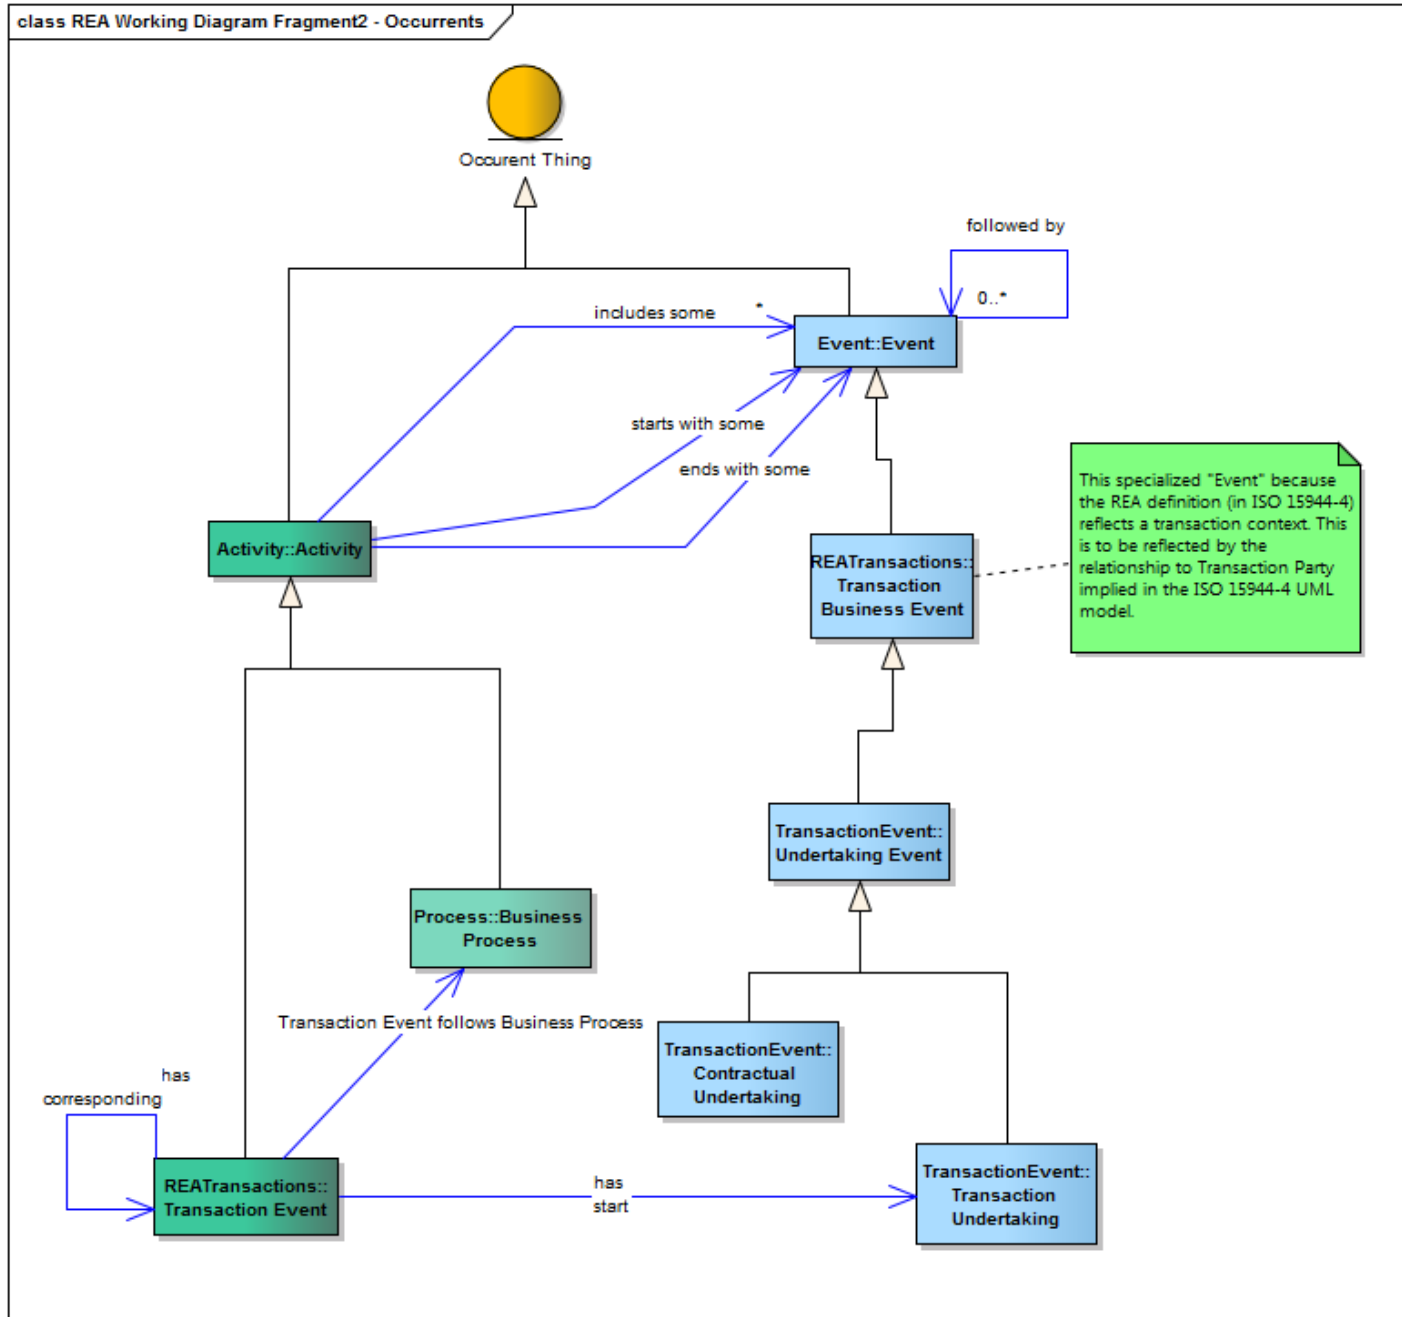 class REA Working Diagram Fragment2 - Occurrents
Occurent Thing
followed by
0..*
includes some
*
Event::Event
starts with some
ends with some
This specialized "Event" because
the REA definition (in ISO 15944-4)
reflects a transaction context. This
is to be reflected by the
relationship to Transaction Party
implied in the ISO 15944-4 UML
model.
Activity::Activity
REATransactions::
Transaction
Business Event
TransactionEvent::
Undertaking Event
Process::Business
Process
Transaction Event follows Business Process
TransactionEvent::
Contractual
Undertaking
has
corresponding
REATransactions::
Transaction Event
has
start
TransactionEvent::
Transaction
Undertaking